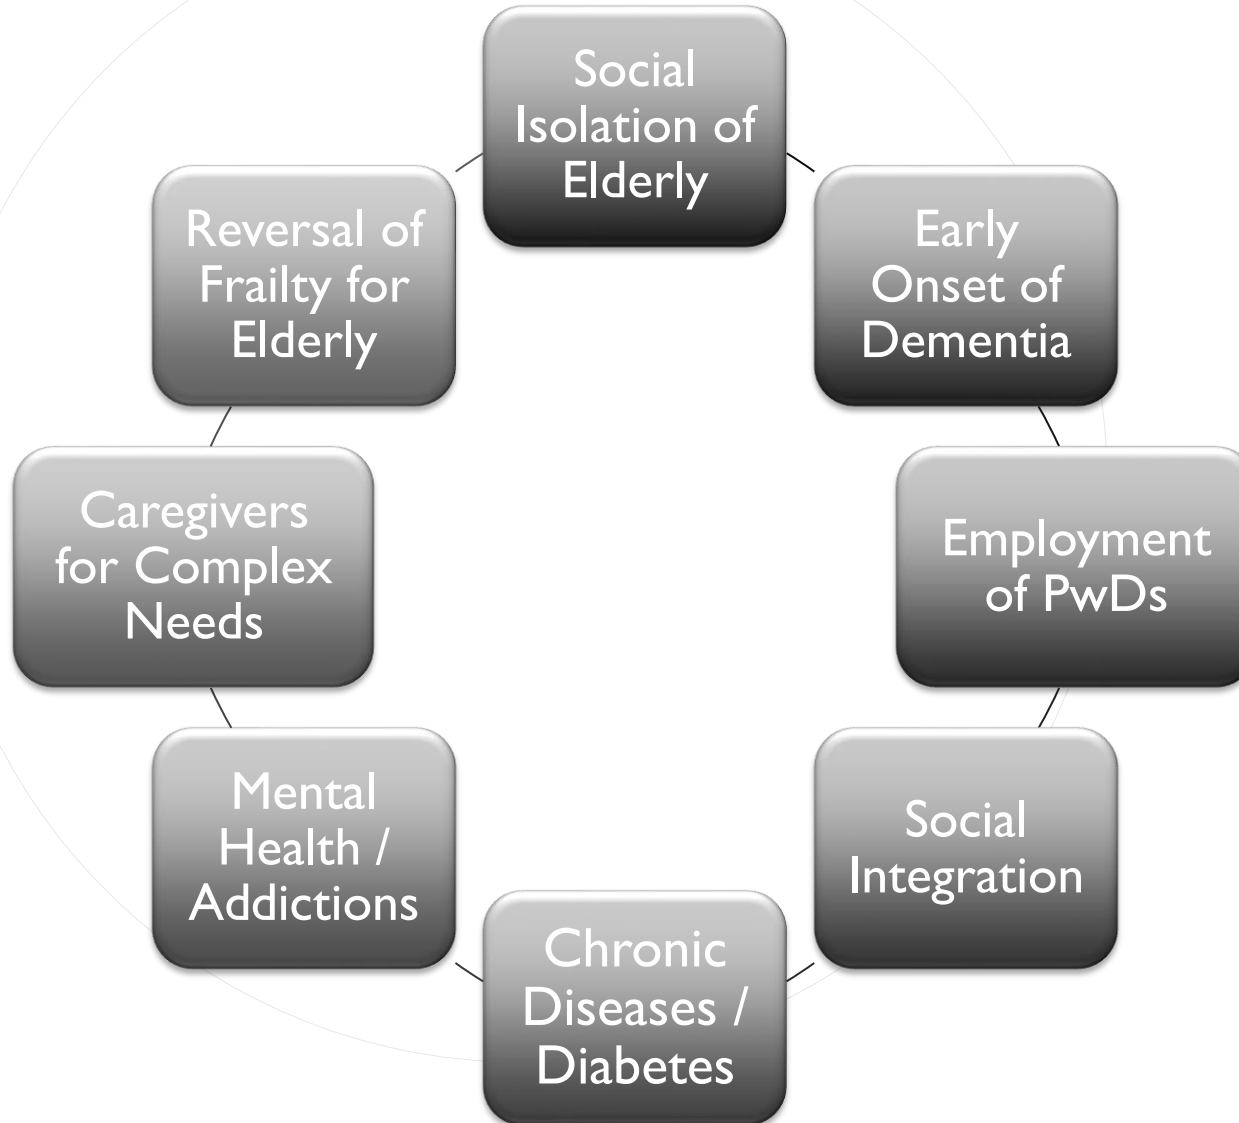 Social
Isolation of
Elderly
Early
Onset of
Dementia
Employment
of PwDs
Social
Integration
Chronic
Diseases /
Diabetes
Mental
Health /
Addictions
Caregivers
for Complex
Needs
Reversal of
Frailty for
Elderly